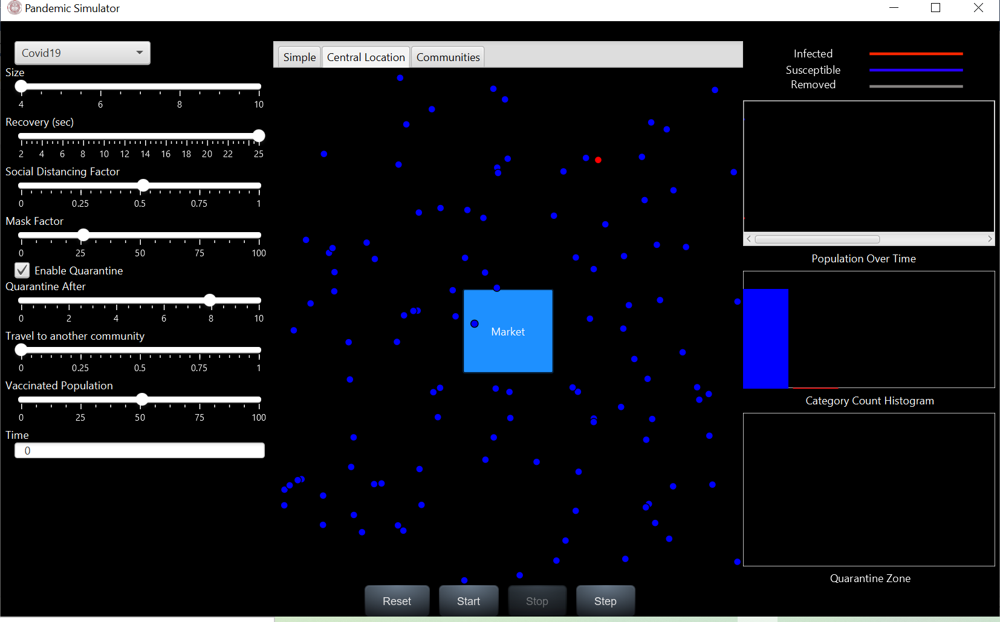 Pandemic Simulator
Covid19
Size
4 6 8 10
Recovery (sec)
2 4 6 8 10 12 14 16 18 20 22 25
Social Distancing Factor
0 0.25 0.5 0.75 1
Mask Factor
0 25 50 75 100
Enable Quarantine
Quarantine After
0 2 4 6 8 10
Travel to another community
0 0.25 0.5 0.75 1
Vaccinated Population
0 25 50 75 100
Time
0
Simple Central Location Communities
Market
Reset Start Stop Step
Infected
Susceptible
Removed
Population Over Time
Category Count Histogram
Quarantine Zone